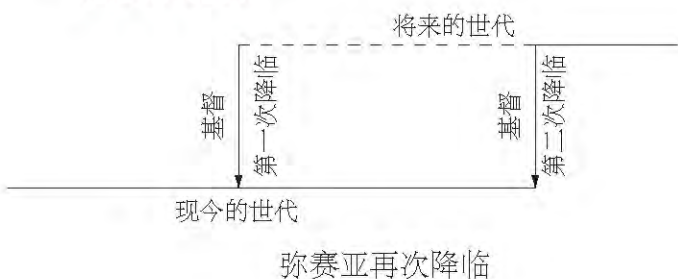 将来的世代
基督
第一次降临
基督
第二次降临
现今的世代
弥赛亚再次降临